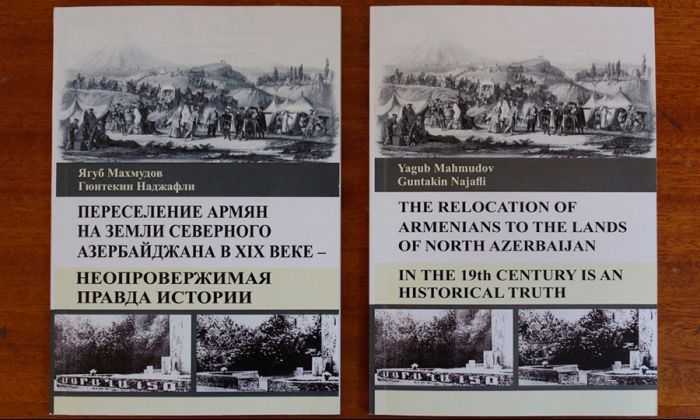 Ягуб Махмудов
Гюнтекин Наджафли
ПЕРЕСЕЛЕНИЕ АРМЯН
НА ЗЕМЛИ СЕВЕРНОГО
АЗЕРБАЙДЖАНА В XIX ВЕКЕ –
НЕОПРОВЕРЖИМАЯ
ПРАВДА ИСТОРИИ
Yagub Mahmudov
Guntakin Najafli
THE RELOCATION OF
ARMENIANS TO THE LANDS
OF NORTH AZERBAIJAN
IN THE 19th CENTURY IS AN
HISTORICAL TRUTH